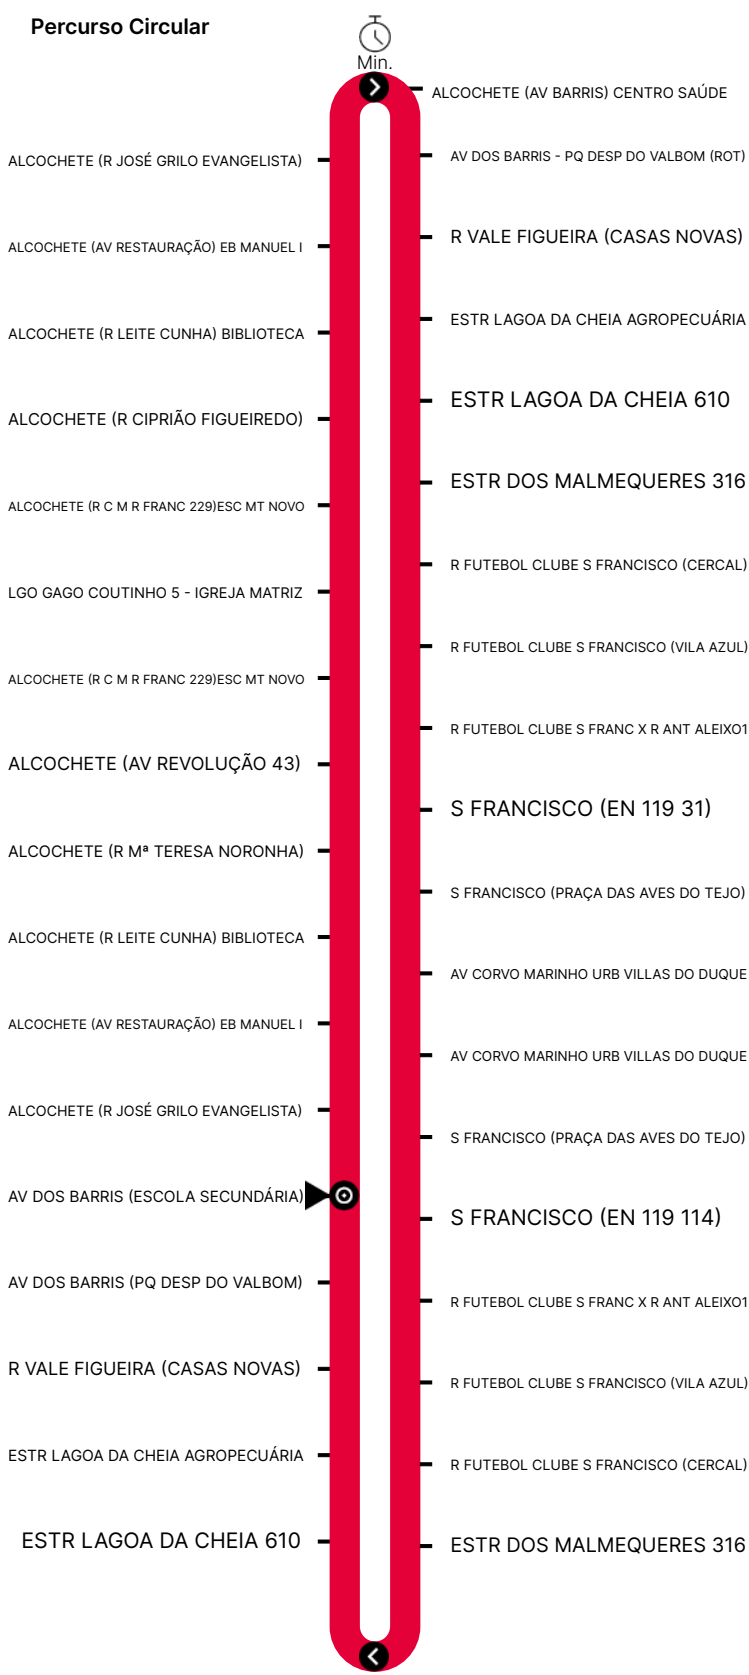 Percurso Circular
Min.
ALCOCHETE (AV BARRIS) CENTRO SAÚDE
AV DOS BARRIS - PQ DESP DO VALBOM (ROT)
R VALE FIGUEIRA (CASAS NOVAS)
ESTR LAGOA DA CHEIA AGROPECUÁRIA
ESTR LAGOA DA CHEIA 610
ESTR DOS MALMEQUERES 316
R FUTEBOL CLUBE S FRANCISCO (CERCAL)
R FUTEBOL CLUBE S FRANCISCO (VILA AZUL)
R FUTEBOL CLUBE S FRANC X R ANT ALEIXO1
S FRANCISCO (EN 119 31)
S FRANCISCO (PRAÇA DAS AVES DO TEJO)
AV CORVO MARINHO URB VILLAS DO DUQUE
AV CORVO MARINHO URB VILLAS DO DUQUE
S FRANCISCO (PRAÇA DAS AVES DO TEJO)
S FRANCISCO (EN 119 114)
R FUTEBOL CLUBE S FRANC X R ANT ALEIXO1
R FUTEBOL CLUBE S FRANCISCO (VILA AZUL)
R FUTEBOL CLUBE S FRANCISCO (CERCAL)
ESTR DOS MALMEQUERES 316
ALCOCHETE (R JOSÉ GRILO EVANGELISTA)
ALCOCHETE (AV RESTAURAÇÃO) EB MANUEL I
ALCOCHETE (R LEITE CUNHA) BIBLIOTECA
ALCOCHETE (R CIPRIÃO FIGUEIREDO)
ALCOCHETE (R C M R FRANC 229)ESC MT NOVO
LGO GAGO COUTINHO 5 - IGREJA MATRIZ
ALCOCHETE (R C M R FRANC 229)ESC MT NOVO
ALCOCHETE (AV REVOLUÇÃO 43)
ALCOCHETE (R Mª TERESA NORONHA)
ALCOCHETE (R LEITE CUNHA) BIBLIOTECA
ALCOCHETE (AV RESTAURAÇÃO) EB MANUEL I
ALCOCHETE (R JOSÉ GRILO EVANGELISTA)
AV DOS BARRIS (ESCOLA SECUNDÁRIA)
AV DOS BARRIS (PQ DESP DO VALBOM)
R VALE FIGUEIRA (CASAS NOVAS)
ESTR LAGOA DA CHEIA AGROPECUÁRIA
ESTR LAGOA DA CHEIA 610